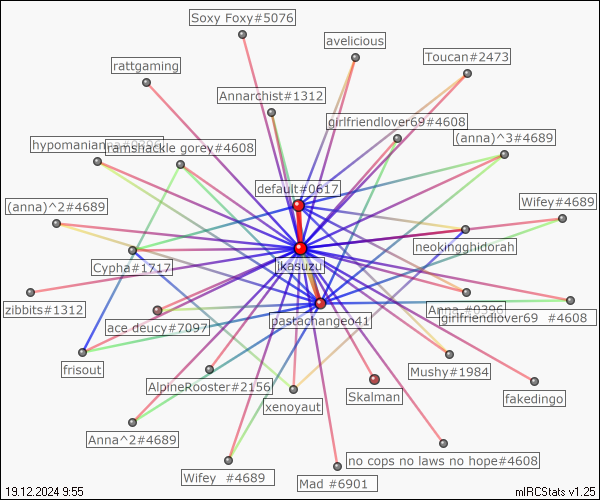 Soxy Foxy#5076
avelicious
Toucan#2473
rattgaming
Annarchist#1312
girlfriendlover69#4608
(anna)^3#4689
hypomanian
ramshackle gorey#4608
default#0617
(anna)^2#4689
Wifey#4689
neokingghidorah
Cypha#1717
ikasuzu
zibbits#1312
Anna #0396
girlfriendlover69 #4608
pastachangeo41
ace deucy#7097
frisout
Mushy#1984
AlpineRooster#2156
Skalman
fakedingo
xenoyaut
Anna^2#4689
no cops no laws no hope#4608
Wifey #4689
Mad #6901
19.12.2024 9:55
mIRCStats v1.25